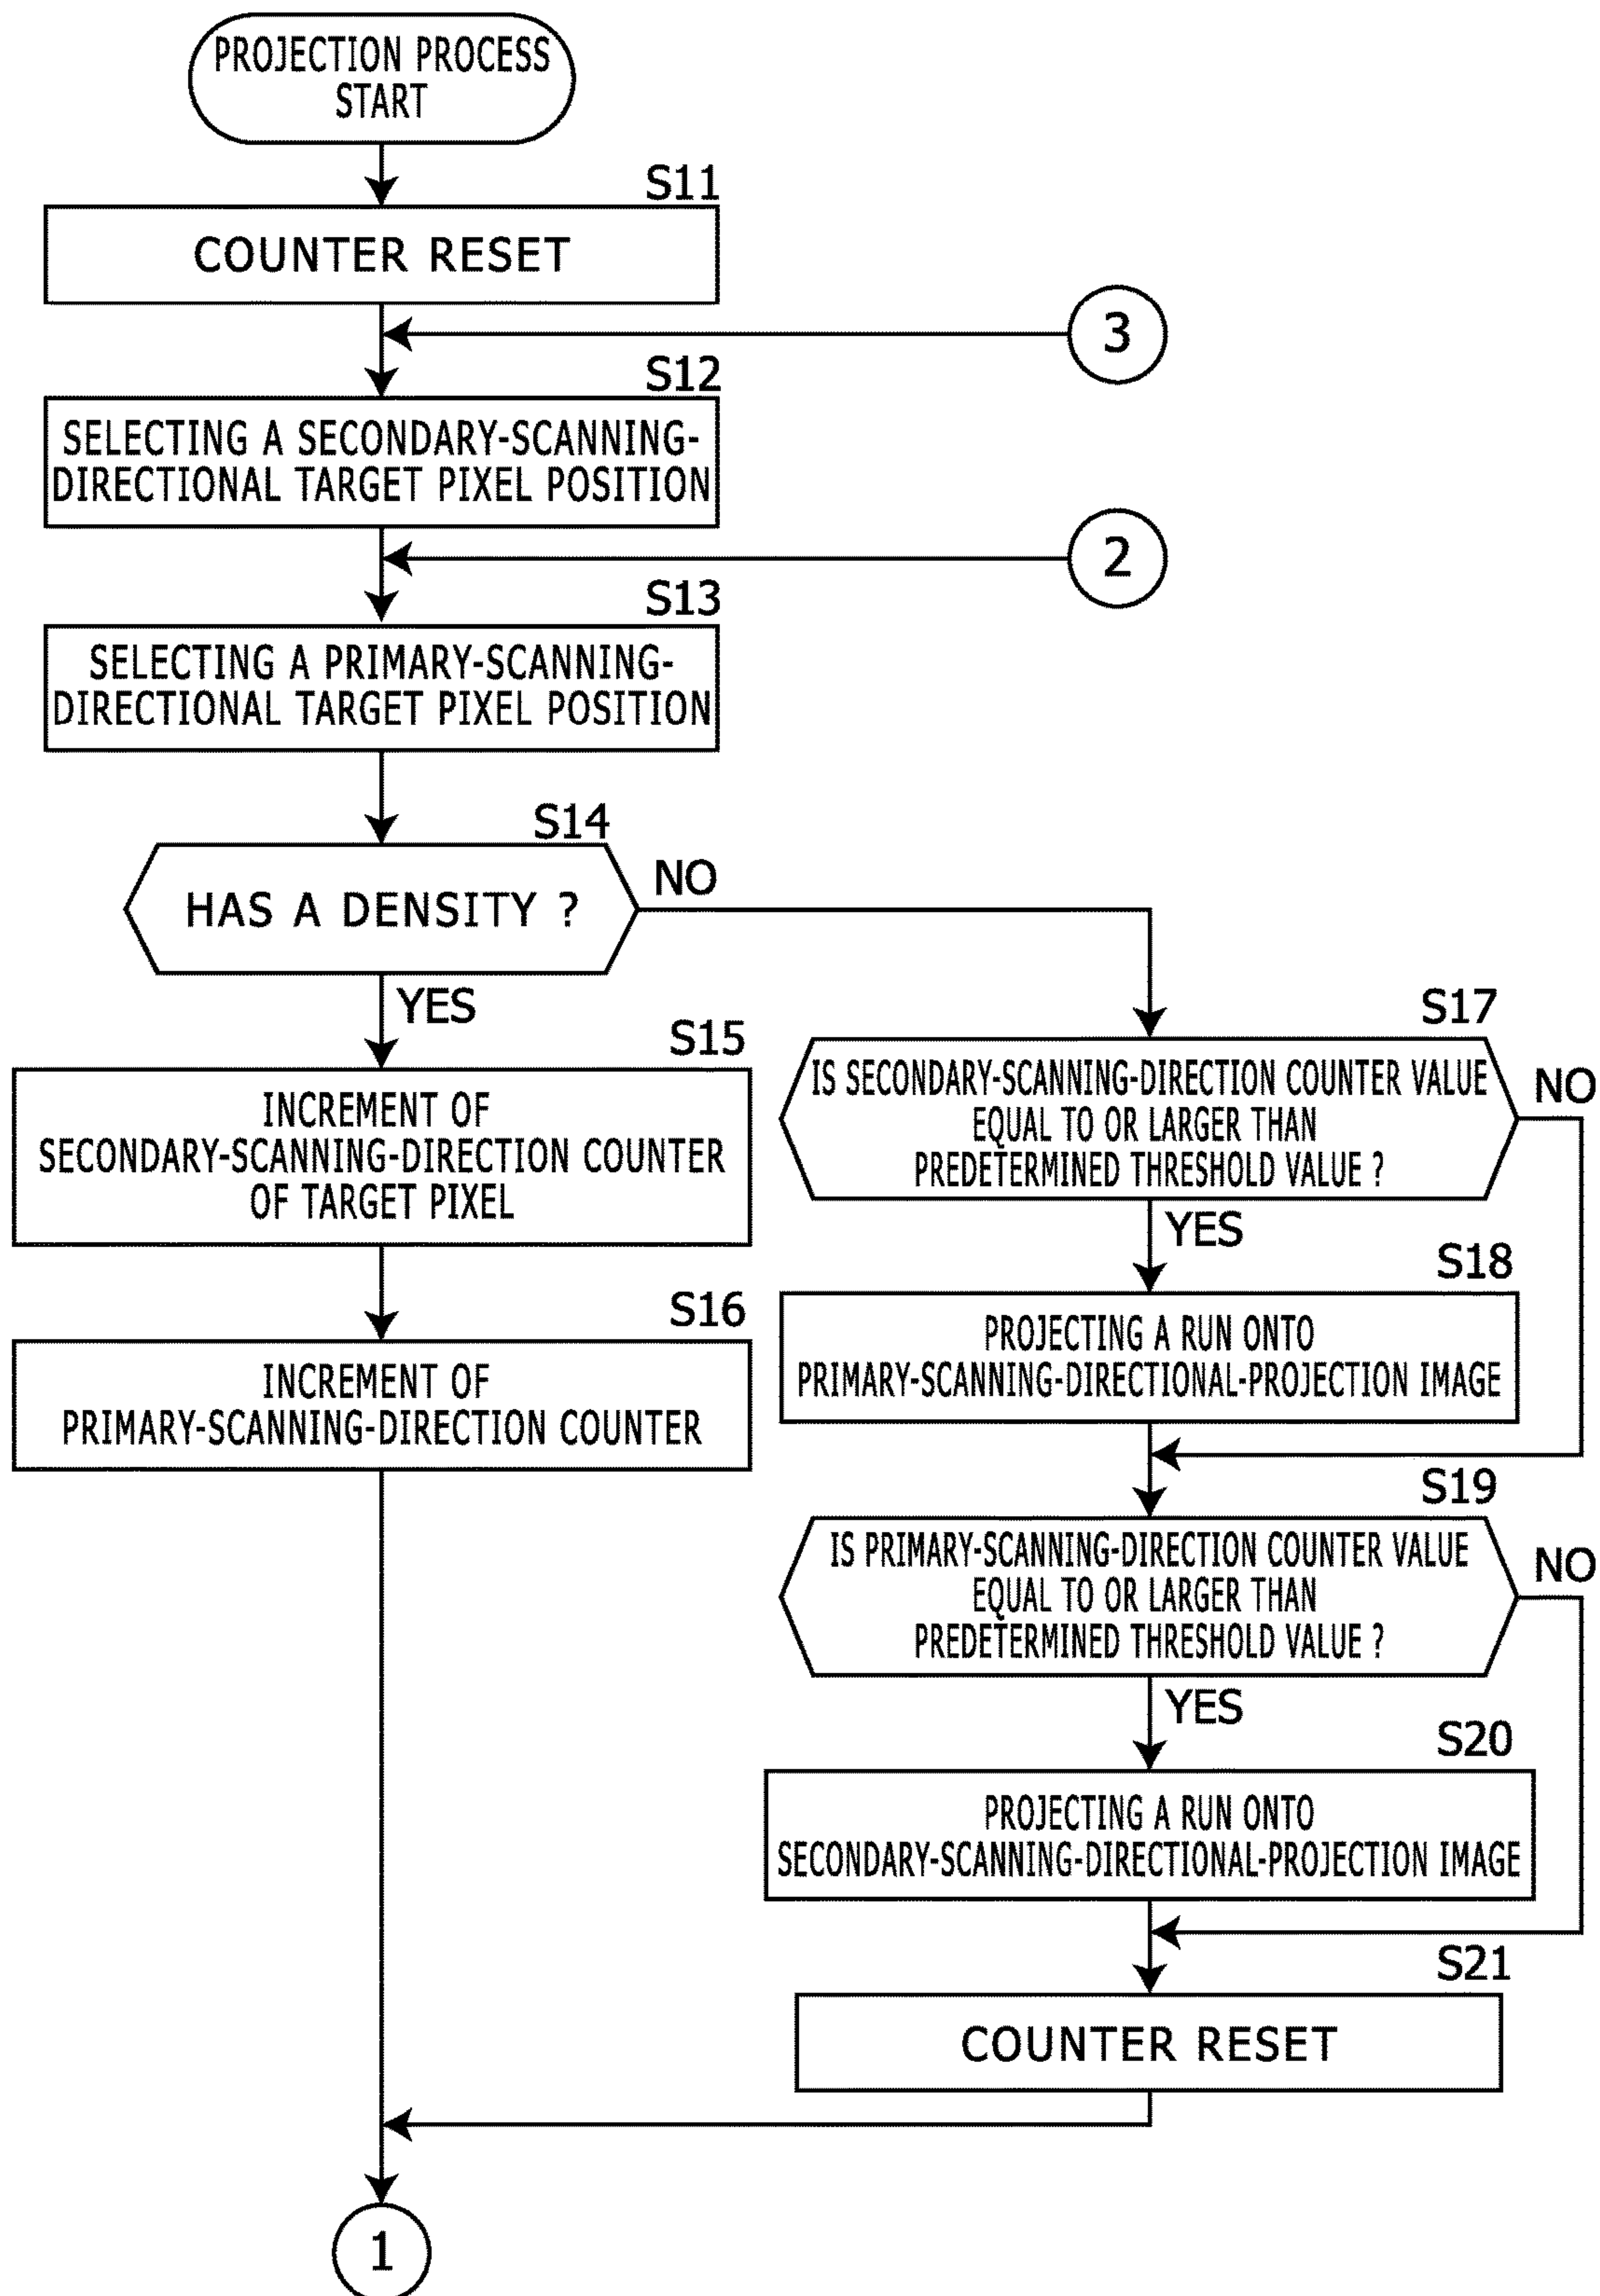 PROJECTION PROCESS
START
S11
COUNTER RESET
3
S12
SELECTING A SECONDARY-SCANNING-
DIRECTIONAL TARGET PIXEL POSITION
2
S13
SELECTING A PRIMARY-SCANNING-
DIRECTIONAL TARGET PIXEL POSITION
S14
HAS A DENSITY ?
NO
YES
S15
INCREMENT OF
SECONDARY-SCANNING-DIRECTION COUNTER
OF TARGET PIXEL
S16
INCREMENT OF
PRIMARY-SCANNING-DIRECTION COUNTER
S17
IS SECONDARY-SCANNING-DIRECTION COUNTER VALUE
EQUAL TO OR LARGER THAN
PREDETERMINED THRESHOLD VALUE ?
NO
YES
S18
PROJECTING A RUN ONTO
PRIMARY-SCANNING-DIRECTIONAL-PROJECTION IMAGE
S19
IS PRIMARY-SCANNING-DIRECTION COUNTER VALUE
EQUAL TO OR LARGER THAN
PREDETERMINED THRESHOLD VALUE ?
NO
YES
S20
PROJECTING A RUN ONTO
SECONDARY-SCANNING-DIRECTIONAL-PROJECTION IMAGE
S21
COUNTER RESET
1